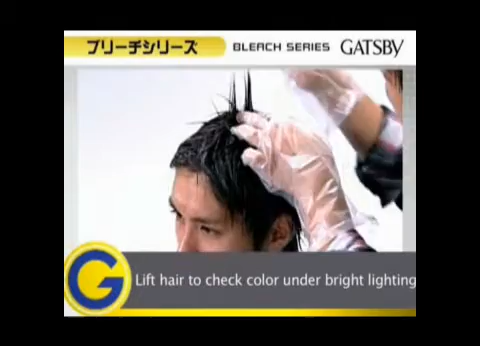 ブリーチシリーズ BLEACH SERIES GATSBY
G Lift hair to check color under bright lighting